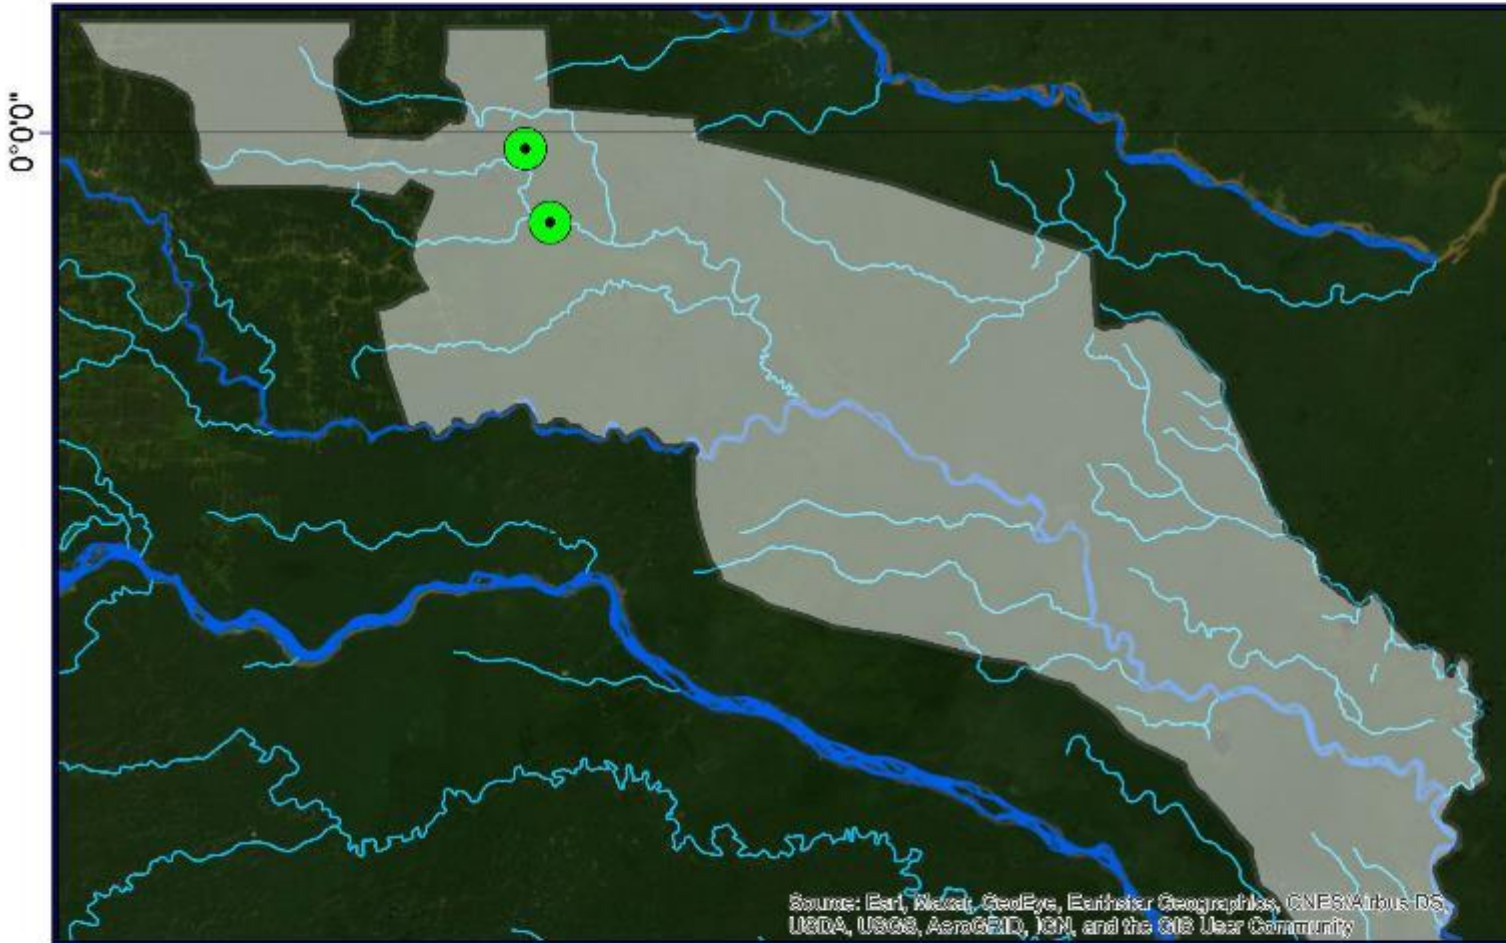 0°0'0"
Source: Esri, Maxar, GeoEye, Earthstar Geographics, CNES/Airbus DS,
USDA, USGS, AeroGRID, IGN, and the GIS User Community